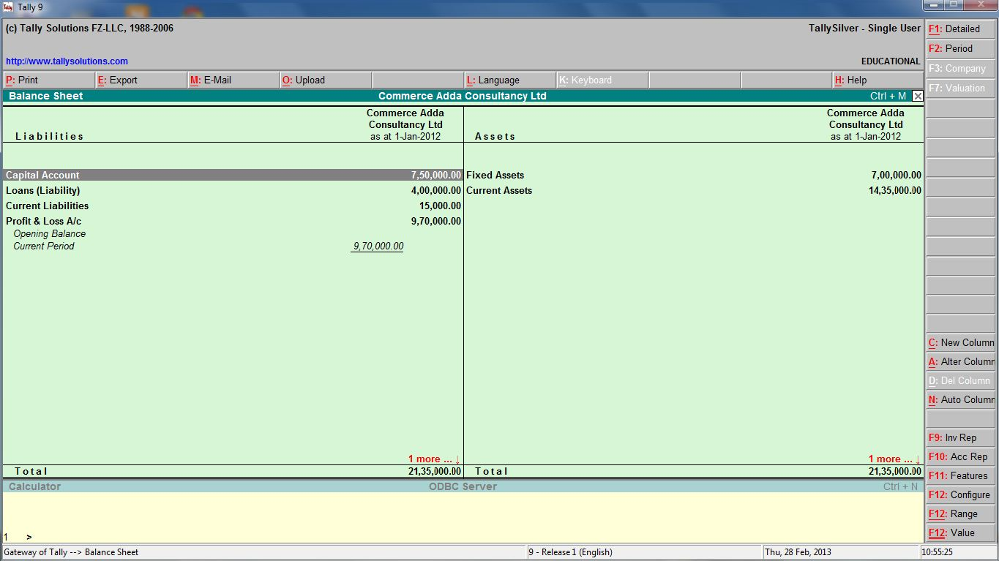 Tally 9
(c) Tally Solutions FZ-LLC, 1988-2006 TallySilver - Single User
http://www.tallysolutions.com EDUCATIONAL
P: Print E: Export M: E-Mail O: Upload L: Language K: Keyboard H: Help
Balance Sheet Commerce Adda Consultancy Ltd Ctrl + M
Commerce Adda Commerce Adda
Consultancy Ltd Consultancy Ltd
Liabilities as at 1-Jan-2012 Assets as at 1-Jan-2012
Capital Account 7,50,000.00 Fixed Assets 7,00,000.00
Loans (Liability) 4,00,000.00 Current Assets 14,35,000.00
Current Liabilities 15,000.00
Profit & Loss A/c 9,70,000.00
Opening Balance
Current Period 9,70,000.00
1 more ... ↓ 1 more ... ↓
Total 21,35,000.00 Total 21,35,000.00
Calculator ODBC Server Ctrl + N
1 >
Gateway of Tally --> Balance Sheet 9 - Release 1 (English) Thu, 28 Feb, 2013 10:55:25
F1: Detailed
F2: Period
F3: Company
F7: Valuation
C: New Column
A: Alter Column
D: Del Column
N: Auto Column
F9: Inv Rep
F10: Acc Rep
F11: Features
F12: Configure
F12: Range
F12: Value